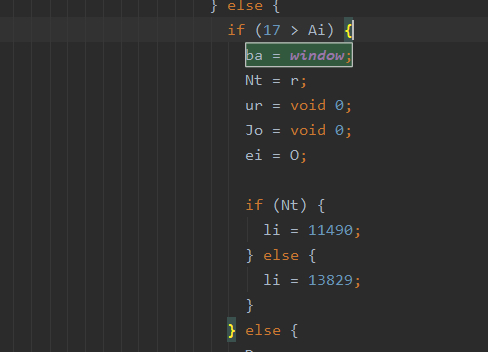 } else {
if (17 > Ai) {
ba = window;
Nt = r;
ur = void 0;
Jo = void 0;
ei = O;
if (Nt) {
li = 11490;
} else {
li = 13829;
}
} else {